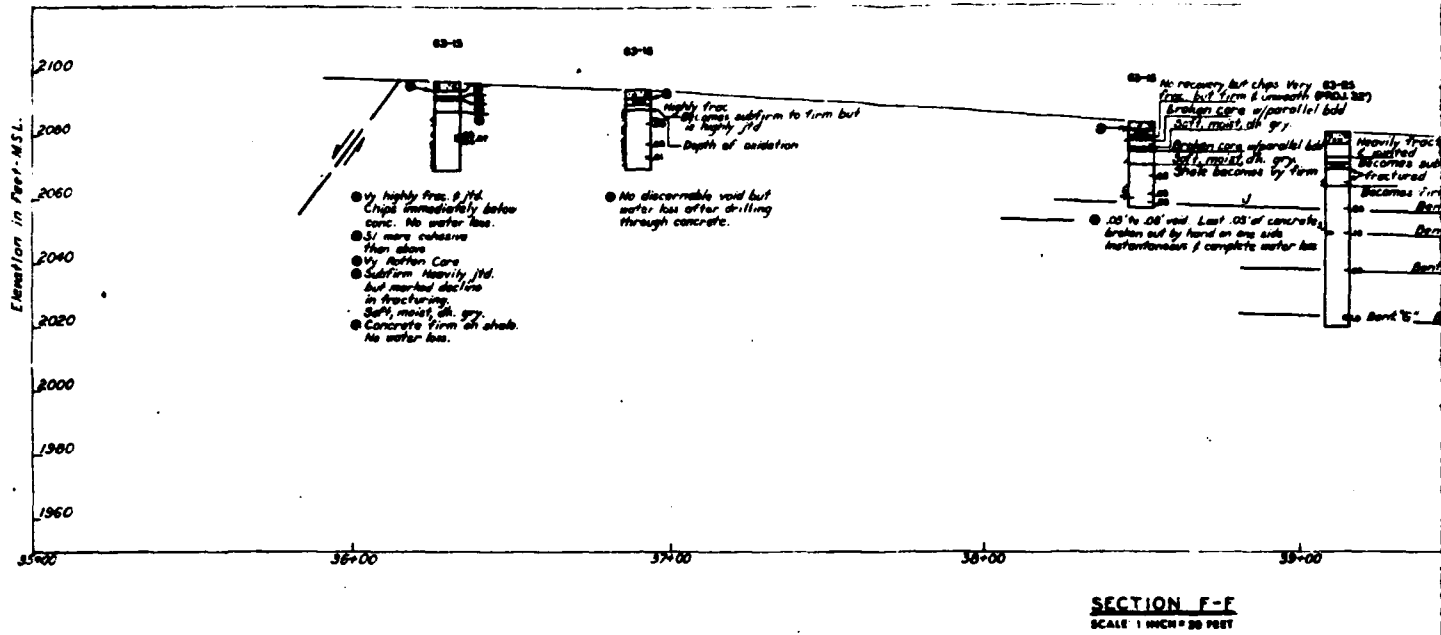 Elevation in Feet-M.S.L.
2100
2080
2060
2040
2020
2000
1980
1960
35+00
36+00
37+00
38+00
39+00
63-15
Vy highly frac. & jtd.
Chips immediately below
conc. No water loss.
Sl more cohesive
than above
Vy Rotten Core
Subfirm Heavily jtd.
but marked decline
in fracturing.
Soft, moist, dk. gry.
Concrete firm on shale.
No water loss.
Highly frac
Becomes subfirm to firm but
is highly jtd
Depth of oxidation
No discernable void but
water loss after drilling
through concrete.
No recovery but chips Very
frac. but firm & unweath
Broken core w/parallel bdd
Soft, moist, dk gry.
Broken core w/parallel bdd
Soft, moist, dk. gry.
Shale becomes vy firm
J
.05' to .08' void. Last .05' of concrete
broken out by hand on one side
Instantaneous & complete water loss
Heavily fract
Becomes sub
fractured
Becomes fir
Ben
Ben
Bent
Bent. "G"
SECTION F-F
SCALE 1 INCH = 20 FEET